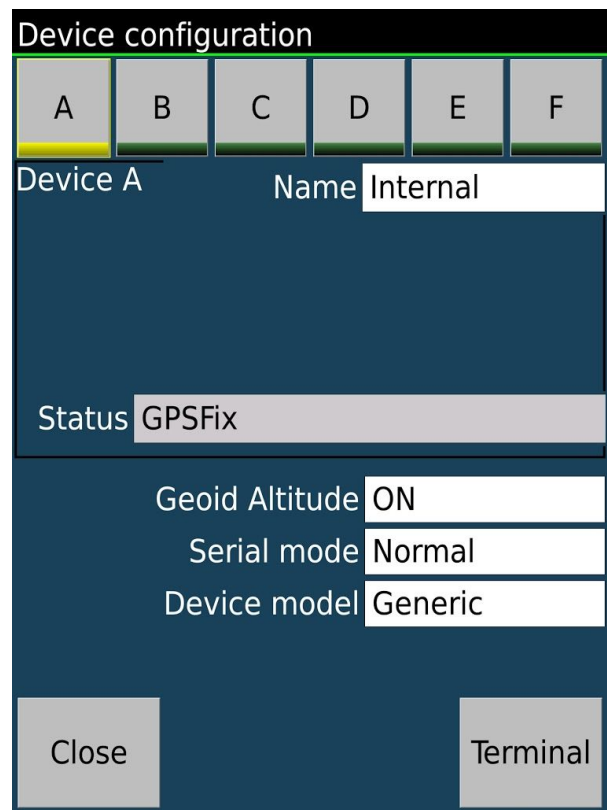 Device configuration
A B C D E F
Device A Name Internal
Status GPSFix
Geoid Altitude ON
Serial mode Normal
Device model Generic
Close Terminal